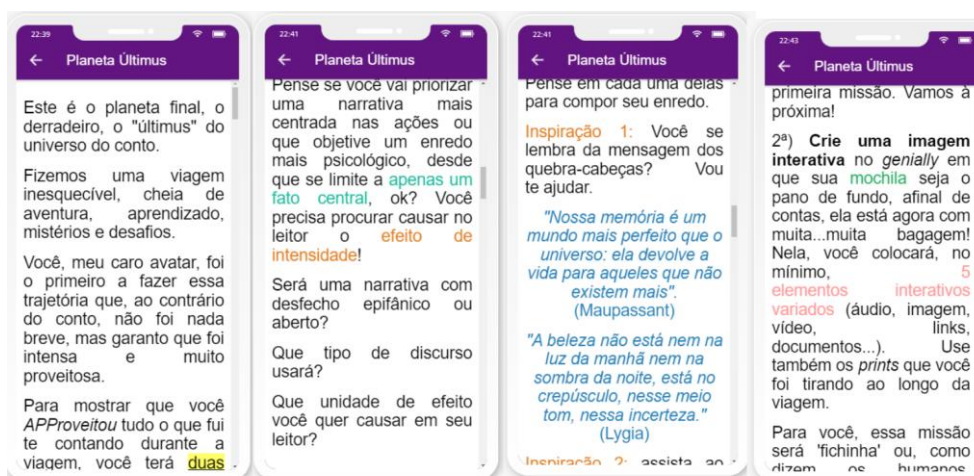 22:39
Planeta Últimus
Este é o planeta final, o
derradeiro, o "últimus" do
universo do conto.
Fizemos uma viagem
inesquecível, cheia de
aventura, aprendizado,
mistérios e desafios.
Você, meu caro avatar, foi
o primeiro a fazer essa
trajetória que, ao contrário
do conto, não foi nada
breve, mas garanto que foi
intensa e muito
proveitosa.
Para mostrar que você
APProveitou tudo o que fui
te contando durante a
viagem, você terá duas
22:41
Planeta Últimus
Pense se você vai priorizar
uma narrativa mais
centrada nas ações ou
que objetive um enredo
mais psicológico, desde
que se limite a apenas um
fato central, ok? Você
precisa procurar causar no
leitor o efeito de
intensidade!
Será uma narrativa com
desfecho epifânico ou
aberto?
Que tipo de discurso
usará?
Que unidade de efeito
você quer causar em seu
leitor?
22:41
Planeta Últimus
Pense em cada uma delas
para compor seu enredo.
Inspiração 1: Você se
lembra da mensagem dos
quebra-cabeças? Vou
te ajudar.
"Nossa memória é um
mundo mais perfeito que o
universo: ela devolve a
vida para aqueles que não
existem mais".
(Maupassant)
"A beleza não está nem na
luz da manhã nem na
sombra da noite, está no
crepúsculo, nesse meio
tom, nessa incerteza."
(Lygia)
Inspiração 2: assista ao
22:43
Planeta Últimus
primeira missão. Vamos à
próxima!
2ª) Crie uma imagem
interativa no genially em
que sua mochila seja o
pano de fundo, afinal de
contas, ela está agora com
muita...muita bagagem!
Nela, você colocará, no
mínimo, 5
elementos interativos
variados (áudio, imagem,
vídeo, links,
documentos...). Use
também os prints que você
foi tirando ao longo da
viagem.
Para você, essa missão
será 'fichinha' ou, como
dizem os humanos